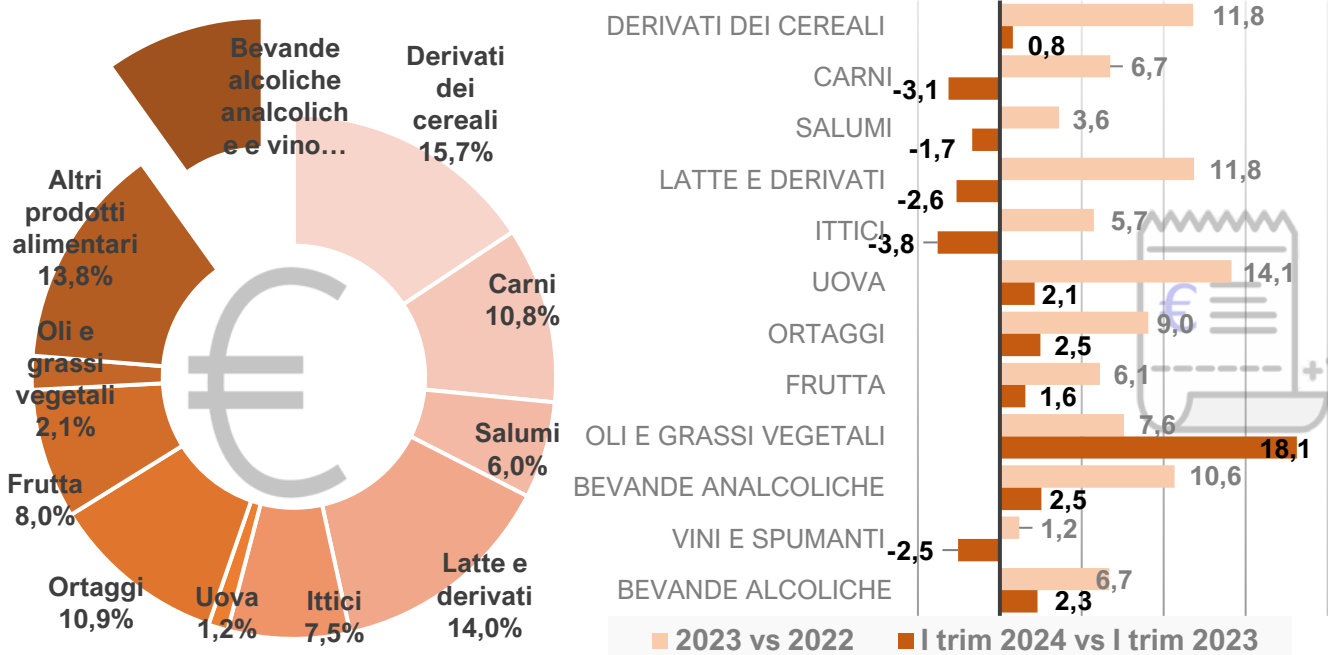 Bevande
alcoliche
analcolich
e e vino…
Derivati
dei
cereali
15,7%
Carni
10,8%
Salumi
6,0%
Latte e
derivati
14,0%
Ittici
7,5%
Uova
1,2%
Ortaggi
10,9%
Frutta
8,0%
Oli e
grassi
vegetali
2,1%
Altri
prodotti
alimentari
13,8%
€
DERIVATI DEI CEREALI
11,8
0,8
CARNI
6,7
-3,1
SALUMI
3,6
-1,7
LATTE E DERIVATI
11,8
-2,6
ITTICI
5,7
-3,8
UOVA
14,1
2,1
ORTAGGI
9,0
2,5
FRUTTA
6,1
1,6
OLI E GRASSI VEGETALI
7,6
18,1
BEVANDE ANALCOLICHE
10,6
2,5
VINI E SPUMANTI
1,2
-2,5
BEVANDE ALCOLICHE
6,7
2,3
€
2023 vs 2022
I trim 2024 vs I trim 2023